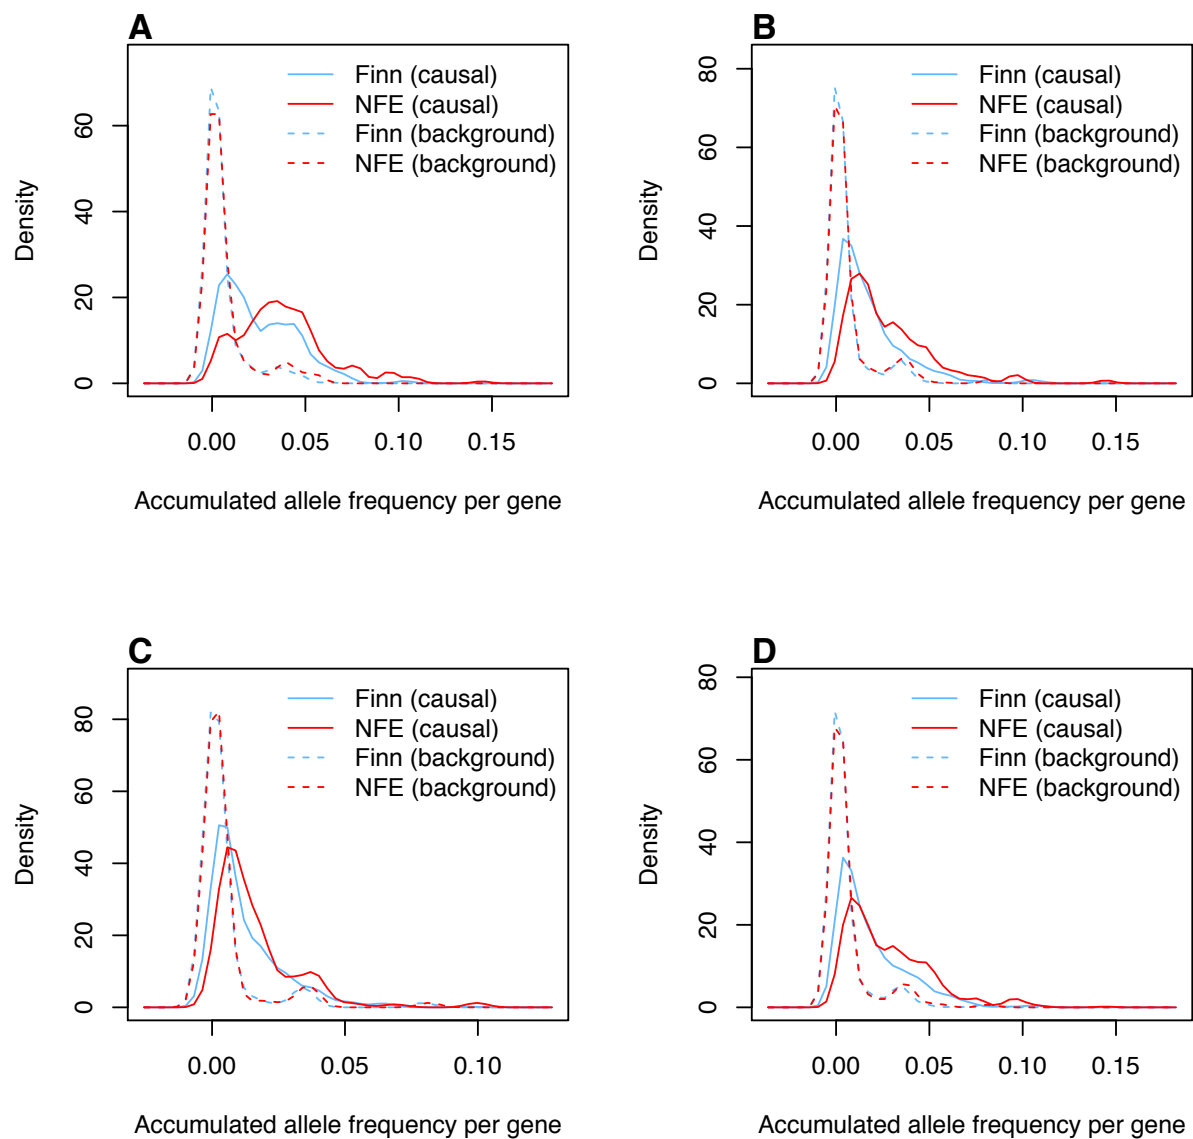 A
Finn (causal)
NFE (causal)
Finn (background)
NFE (background)
Density
0
20
40
60
0.00
0.05
0.10
0.15
Accumulated allele frequency per gene
B
Finn (causal)
NFE (causal)
Finn (background)
NFE (background)
Density
0
20
40
60
80
0.00
0.05
0.10
0.15
Accumulated allele frequency per gene
C
Finn (causal)
NFE (causal)
Finn (background)
NFE (background)
Density
0
20
40
60
80
0.00
0.05
0.10
Accumulated allele frequency per gene
D
Finn (causal)
NFE (causal)
Finn (background)
NFE (background)
Density
0
20
40
60
80
0.00
0.05
0.10
0.15
Accumulated allele frequency per gene